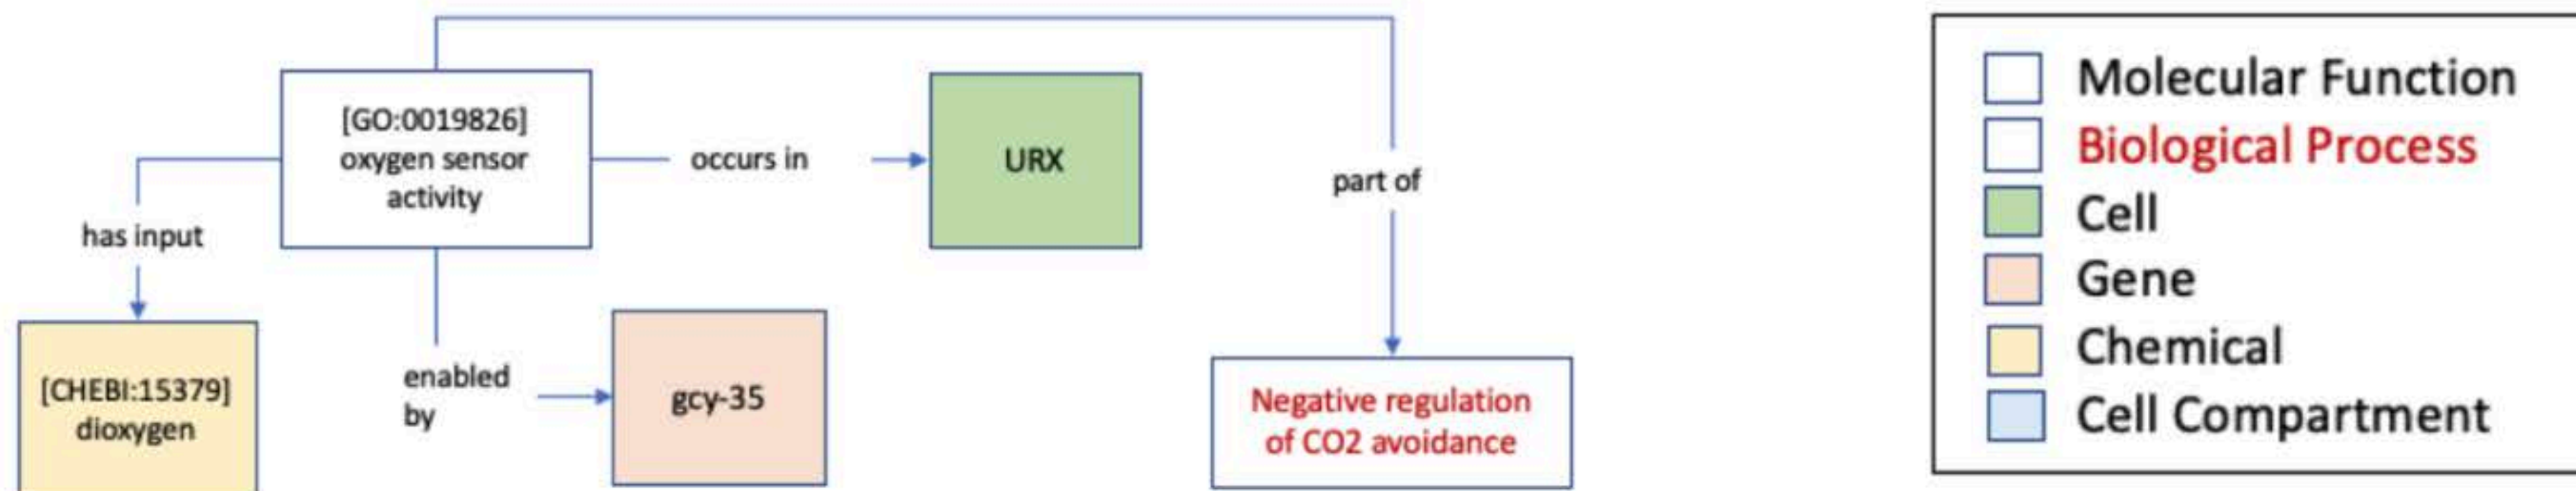 [GO:0019826]
oxygen sensor
activity
occurs in
URX
part of
has input
[CHEBI:15379]
dioxygen
enabled
by
gcy-35
Negative regulation
of CO2 avoidance
Molecular Function
Biological Process
Cell
Gene
Chemical
Cell Compartment